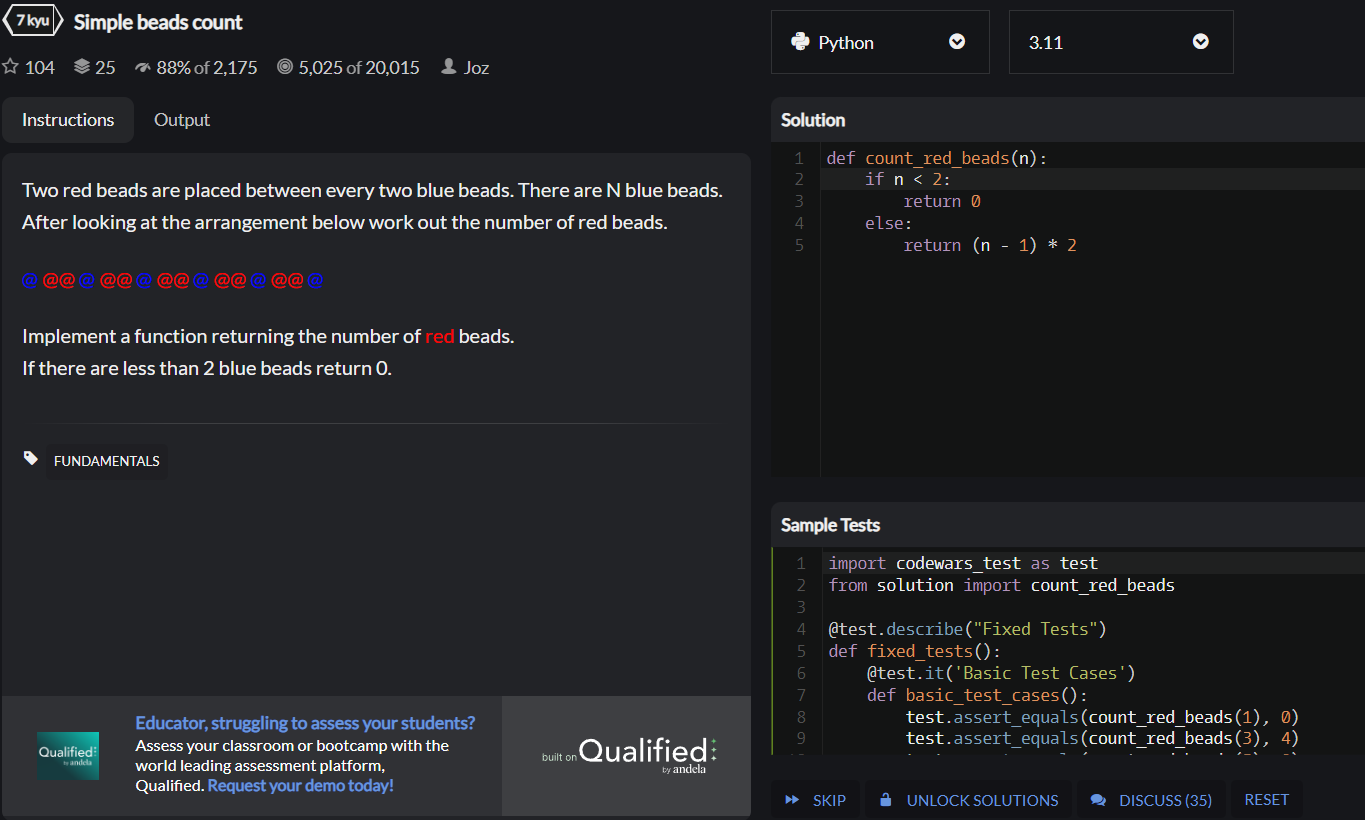 7 kyu Simple beads count
104 25 88% of 2,175 5,025 of 20,015 Joz
Instructions Output
Two red beads are placed between every two blue beads. There are N blue beads.
After looking at the arrangement below work out the number of red beads.
@ @@ @ @@ @ @@ @ @@ @ @@ @
Implement a function returning the number of red beads.
If there are less than 2 blue beads return 0.
FUNDAMENTALS
Qualified
by andela
Educator, struggling to assess your students?
Assess your classroom or bootcamp with the
world leading assessment platform,
Qualified. Request your demo today!
built on Qualified
by andela
Python 3.11
Solution
1 def count_red_beads(n):
2     if n < 2:
3         return 0
4     else:
5         return (n - 1) * 2
Sample Tests
1 import codewars_test as test
2 from solution import count_red_beads
3
4 @test.describe("Fixed Tests")
5 def fixed_tests():
6     @test.it('Basic Test Cases')
7     def basic_test_cases():
8         test.assert_equals(count_red_beads(1), 0)
9         test.assert_equals(count_red_beads(3), 4)
SKIP UNLOCK SOLUTIONS DISCUSS (35) RESET